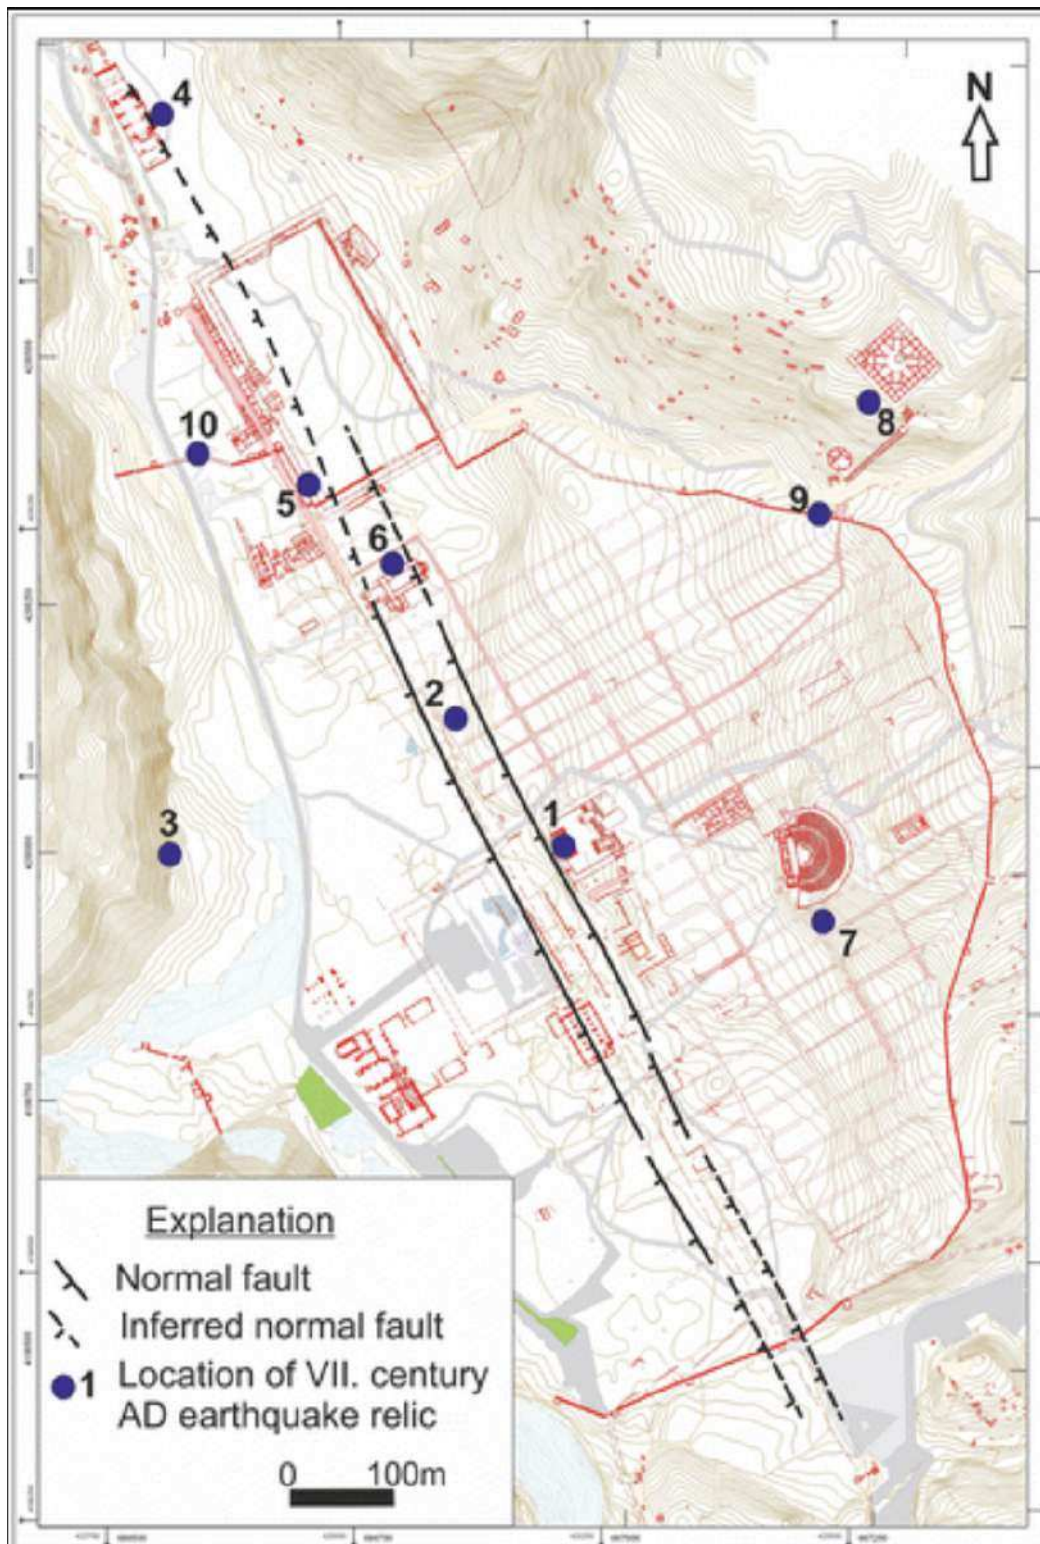 N
4
8
10
5
9
6
2
1
3
7
Explanation
Normal fault
Inferred normal fault
1 Location of VII. century
AD earthquake relic
0 100m